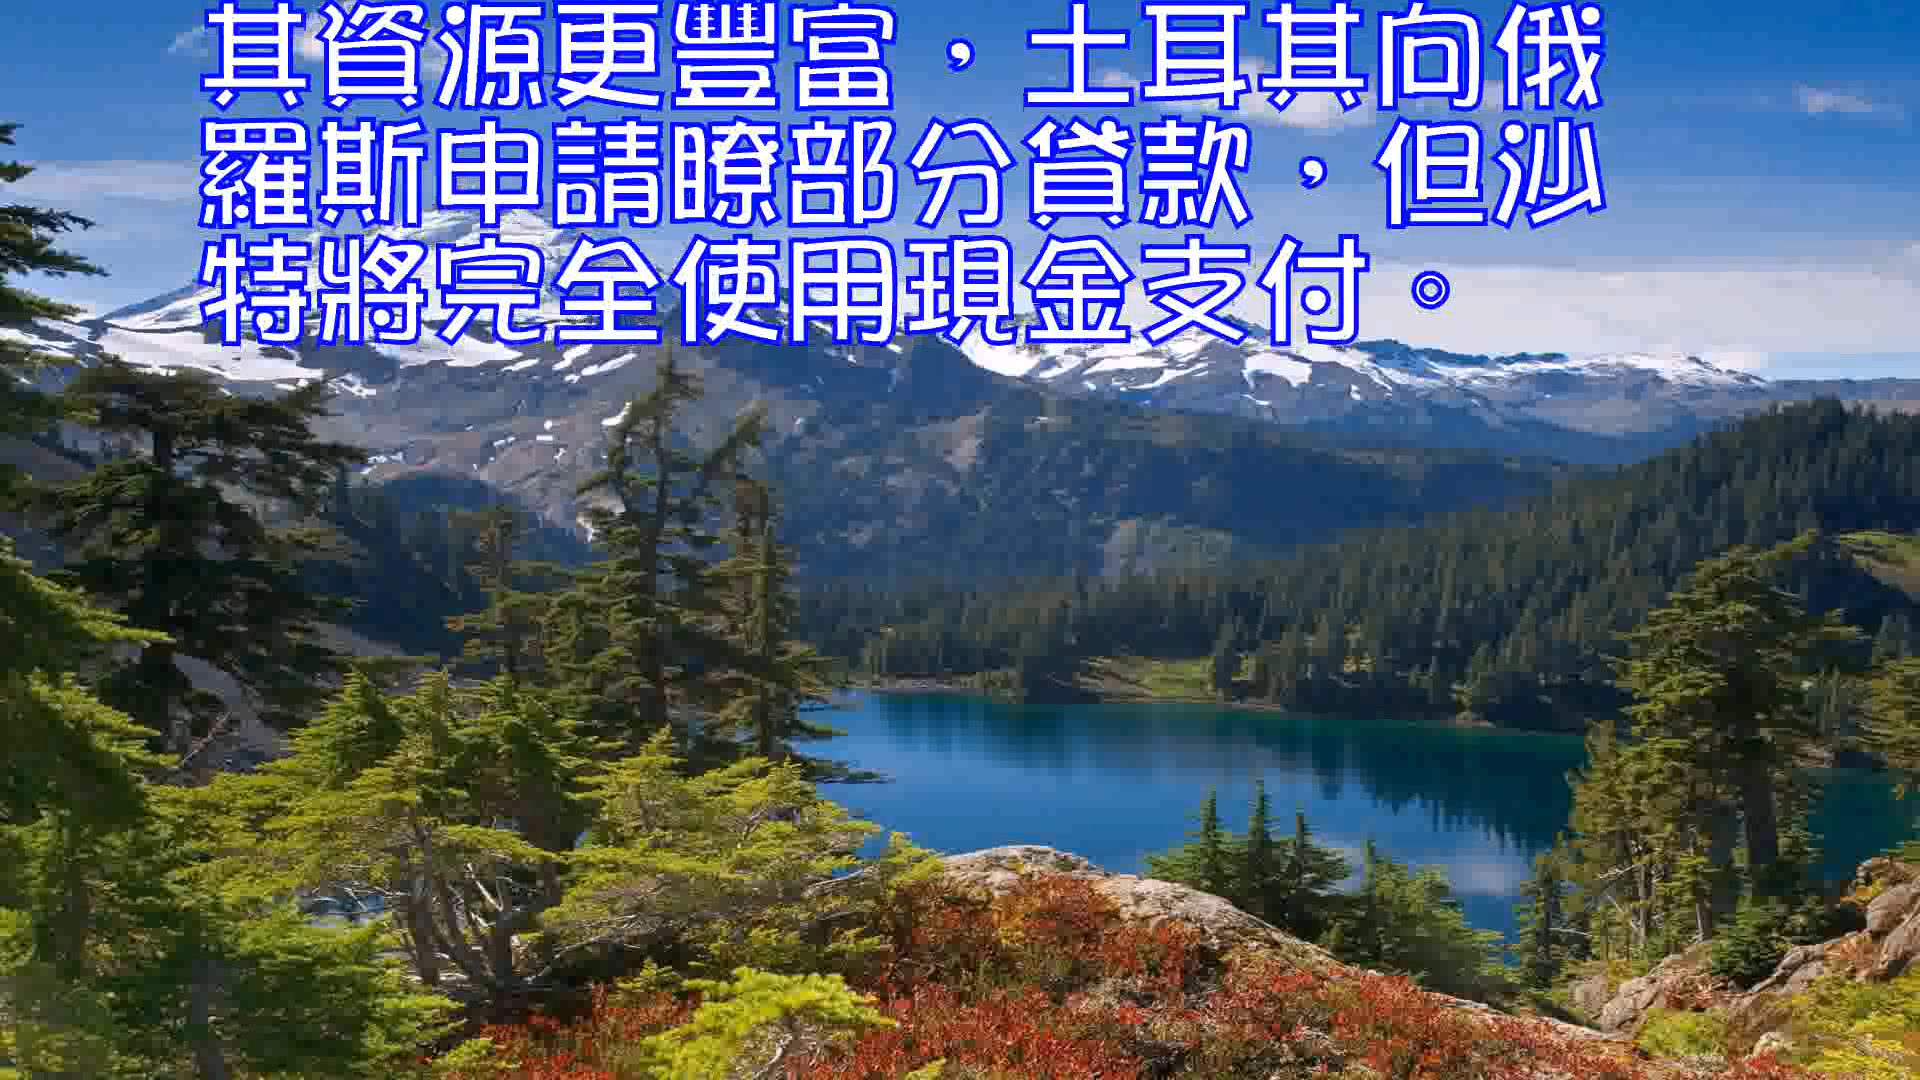 其資源更豐富，土耳其向俄
羅斯申請瞭部分貸款，但沙
特將完全使用現金支付。